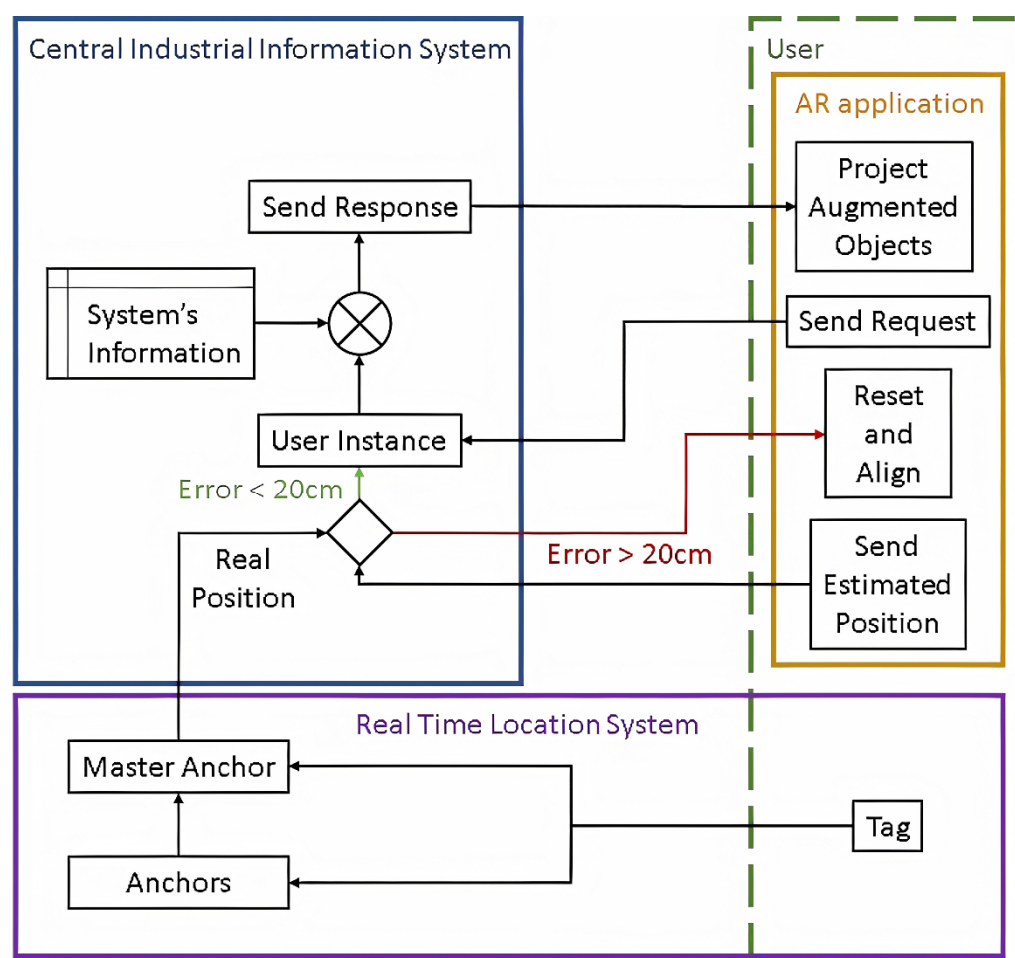 Central Industrial Information System
User
AR application
Project
Augmented
Objects
Send Response
System's
Information
Send Request
Reset
and
Align
User Instance
Error < 20cm
Error > 20cm
Real
Position
Send
Estimated
Position
Real Time Location System
Master Anchor
Tag
Anchors